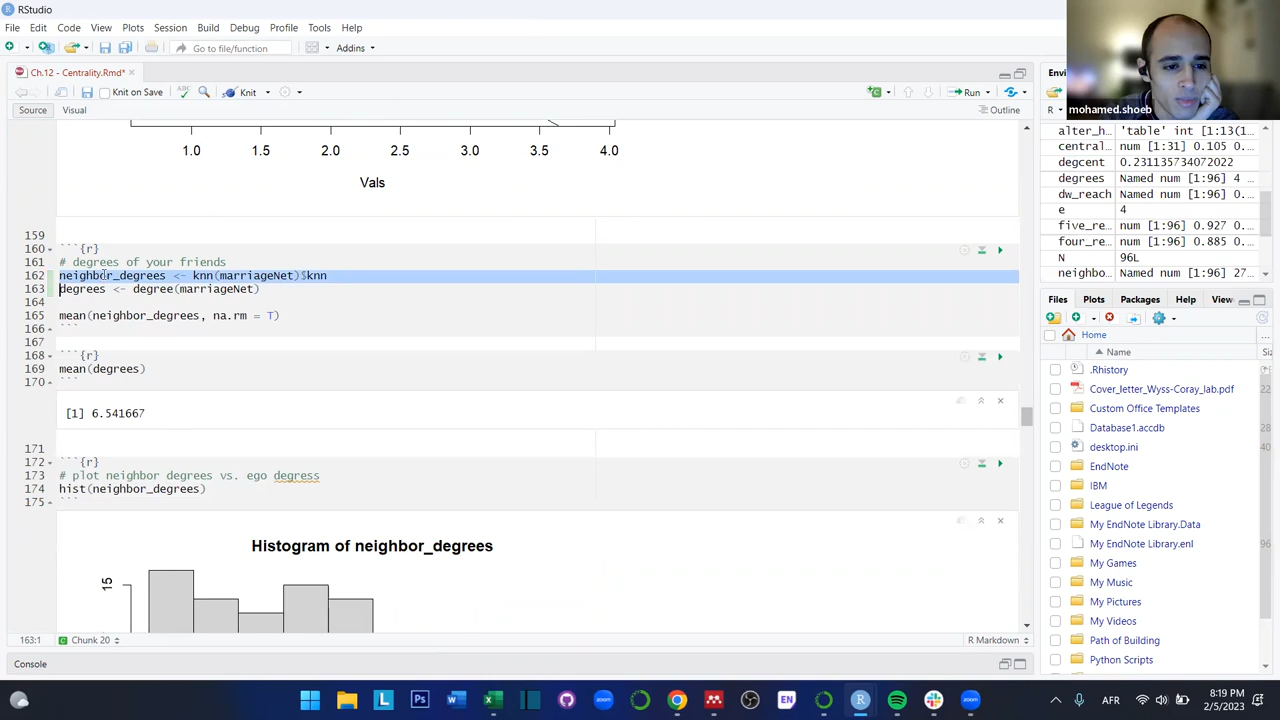 RStudio
File Edit Code View Plots Session Build Debug Profile Tools Help
Go to file/function Addins
Ch.12 - Centrality.Rmd*
Knit on Save ABC Knit Run
Source Visual Outline
1.0 1.5 2.0 2.5 3.0 3.5 4.0
Vals
159
160 ```{r}
161 # degrees of your friends
162 neighbor_degrees <- knn(marriageNet)$knn
163 degrees <- degree(marriageNet)
164
165 mean(neighbor_degrees, na.rm = T)
166 ```
167
168 ```{r}
169 mean(degrees)
170 ```
[1] 6.541667
171
172 ```{r}
173 # plot neighbor degrees vs. ego degress
174 hist(neighbor_degrees)
175 ```
Histogram of neighbor_degrees
15
163:1 Chunk 20 R Markdown
Console
mohamed.shoeb
Env
R
alter_h… 'table' int [1:13(1…
central… num [1:31] 0.105 0…
degcent 0.231135734072022
degrees Named num [1:96] 4 …
dw_reach num [1:96] 0.…
e 4
five_re… num [1:96] 0.927 0…
four_re… num [1:96] 0.885 0…
N 96L
neighbo… Named num [1:96] 27…
Files Plots Packages Help View
Home
Name Siz
.Rhistory
Cover_letter_Wyss-Coray_lab.pdf 22
Custom Office Templates
Database1.accdb 28
desktop.ini 40
EndNote
IBM
League of Legends
My EndNote Library.Data
My EndNote Library.enl 96
My Games
My Music
My Pictures
My Videos
Path of Building
Python Scripts
Ps W X EN R
AFR
8:19 PM
2/5/2023